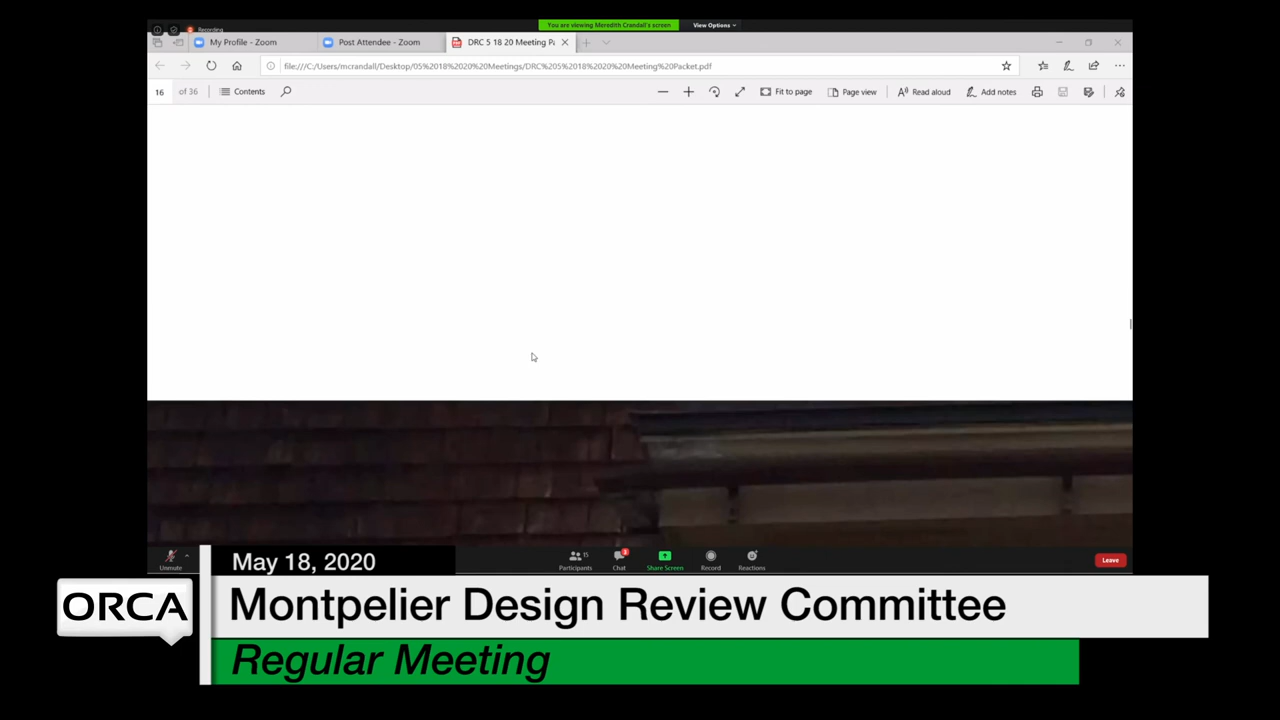 You are viewing Meredith Crandall's screen
View Options
Recording
My Profile - Zoom
Post Attendee - Zoom
DRC 5 18 20 Meeting Pa
file:///C:/Users/mcrandall/Desktop/05%2018%2020%20Meetings/DRC%205%2018%2020%20Meeting%20Packet.pdf
16 of 36
Contents
Fit to page
Page view
Read aloud
Add notes
Unmute
15
Participants
Chat
Share Screen
Record
Reactions
Leave
May 18, 2020
ORCA
Montpelier Design Review Committee
Regular Meeting